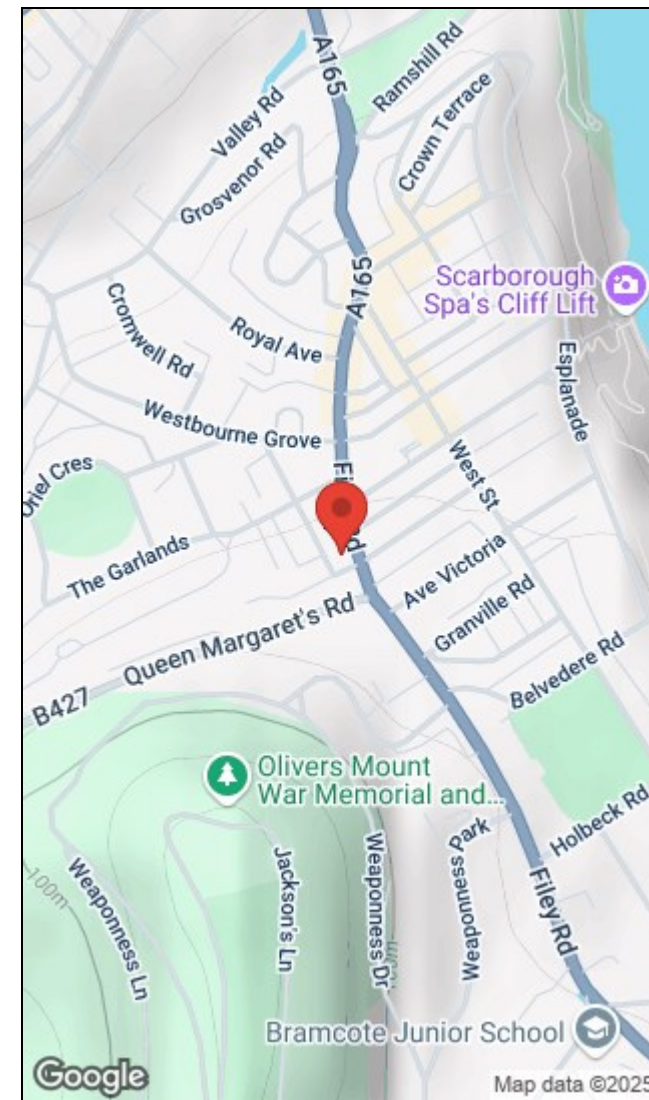 A165
Ramshill Rd
Valley Rd
Crown Terrace
Grosvenor Rd
A165
Scarborough
Spa's Cliff Lift
Cromwell Rd
Royal Ave
Esplanade
Westbourne Grove
West St
Oriel Cres
The Garlands
Ave Victoria
Granville Rd
Queen Margaret's Rd
Belvedere Rd
B427
Olivers Mount
War Memorial and...
Holbeck Rd
Weaponness Park
Weaponness Dr
Jackson's Ln
100m
Weaponness Ln
Filey Rd
Bramcote Junior School
Google
Map data ©2025